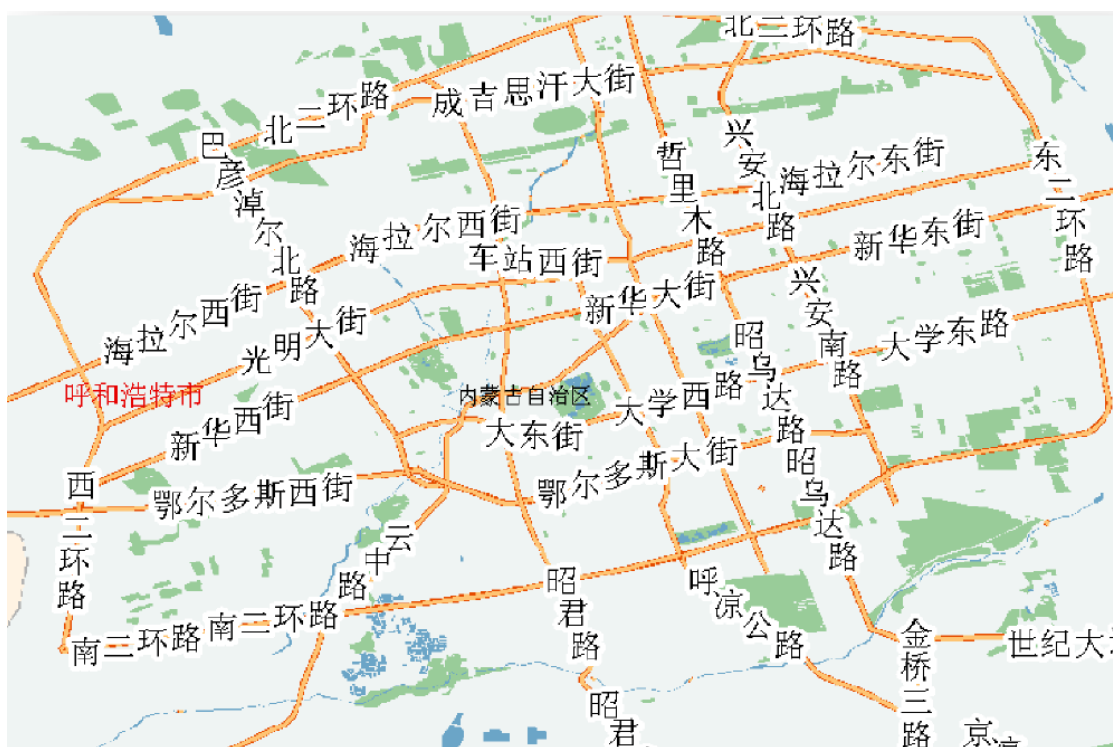 北三环路
成吉思汗大街
北二环路
巴彦淖尔北路
哲里木路
兴安北路
海拉尔东街
东二环路
海拉尔西街
车站西街
新华东街
新华大街
兴安南路
海拉尔西街
光明大街
昭乌达路
大学东路
呼和浩特市
内蒙古自治区
大学西路
新华西街
大东街
鄂尔多斯大街
昭乌达路
西二环路
鄂尔多斯西街
云中路
昭君路
呼凉公路
南二环路
南二环路
金桥三路
世纪大
昭君
京